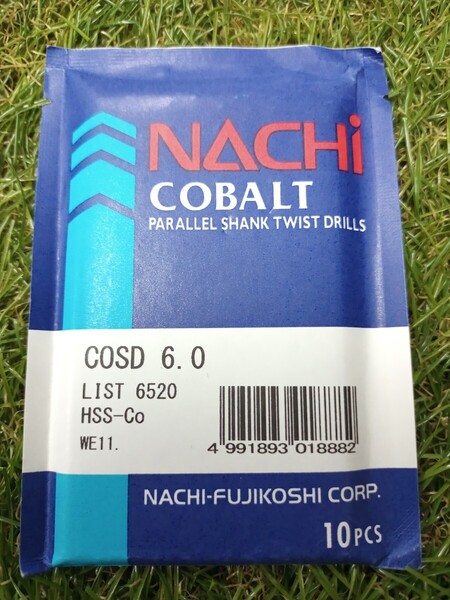 NACHi
COBALT
PARALLEL SHANK TWIST DRILLS
COSD 6.0
LIST 6520
HSS-Co
WE11.
4 991893 018882
NACHI-FUJIKOSHI CORP.
10PCS